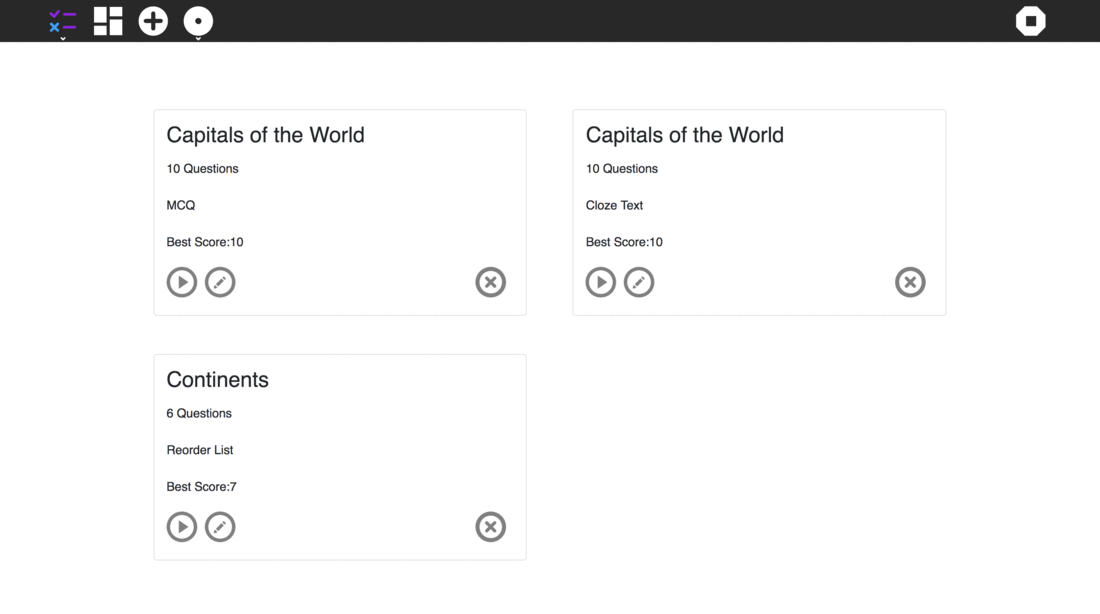 Capitals of the World
10 Questions
MCQ
Best Score:10
Capitals of the World
10 Questions
Cloze Text
Best Score:10
Continents
6 Questions
Reorder List
Best Score:7